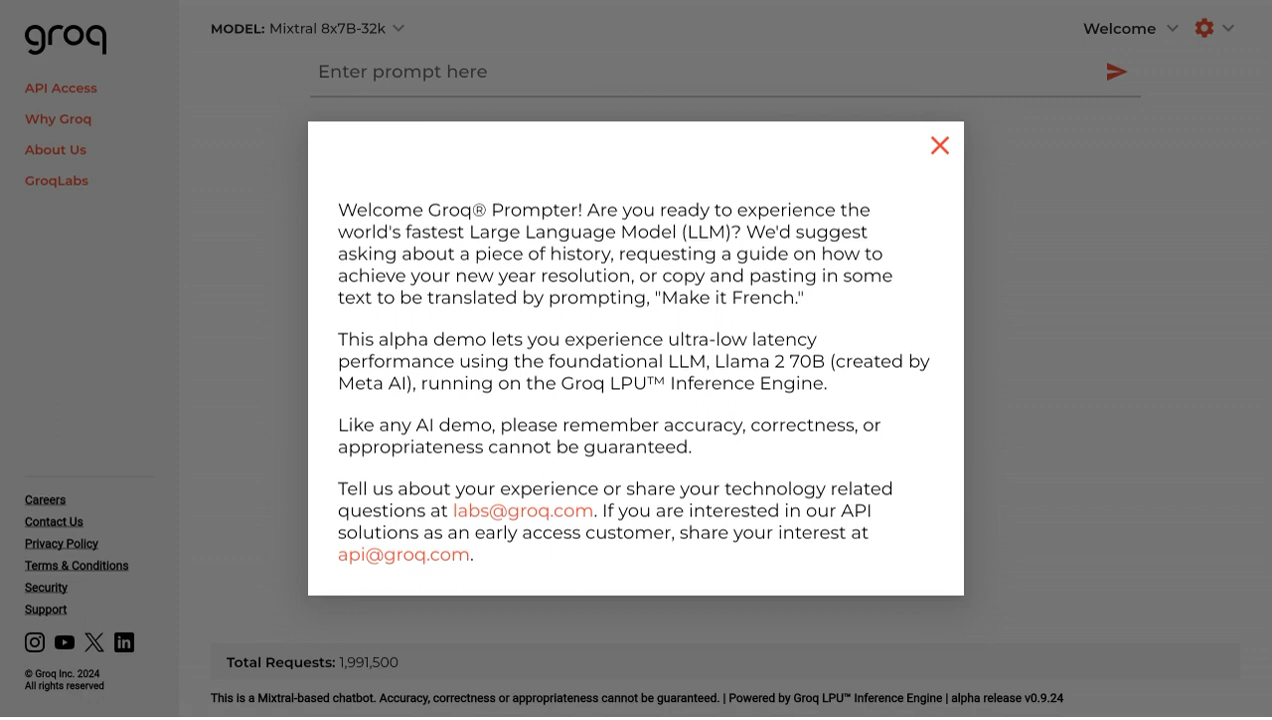 groq
MODEL: Mixtral 8x7B-32k
Welcome
Enter prompt here
API Access
Why Groq
About Us
GroqLabs
Welcome Groq® Prompter! Are you ready to experience the
world's fastest Large Language Model (LLM)? We'd suggest
asking about a piece of history, requesting a guide on how to
achieve your new year resolution, or copy and pasting in some
text to be translated by prompting, "Make it French."
This alpha demo lets you experience ultra-low latency
performance using the foundational LLM, Llama 2 70B (created by
Meta AI), running on the Groq LPU™ Inference Engine.
Like any AI demo, please remember accuracy, correctness, or
appropriateness cannot be guaranteed.
Tell us about your experience or share your technology related
questions at labs@groq.com. If you are interested in our API
solutions as an early access customer, share your interest at
api@groq.com.
Careers
Contact Us
Privacy Policy
Terms & Conditions
Security
Support
© Groq Inc. 2024
All rights reserved
Total Requests: 1,991,500
This is a Mixtral-based chatbot. Accuracy, correctness or appropriateness cannot be guaranteed. | Powered by Groq LPU™ Inference Engine | alpha release v0.9.24